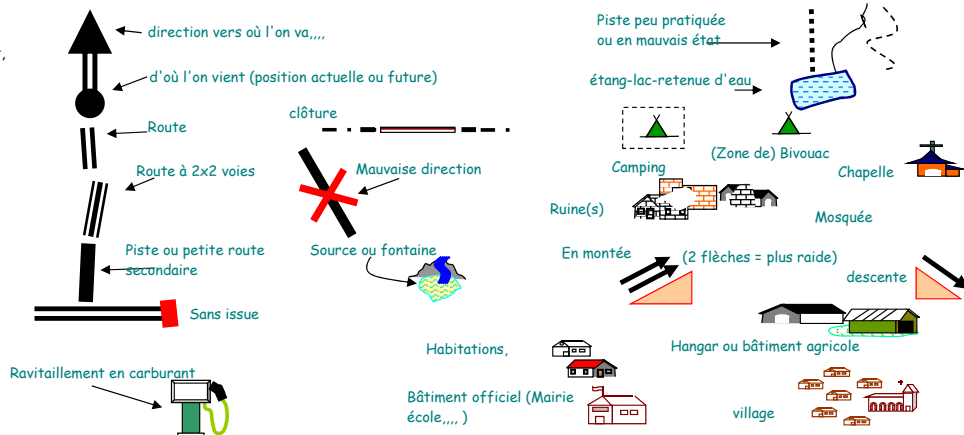 direction vers où l'on va,,,,
,
d'où l'on vient (position actuelle ou future)
Route
Route à 2x2 voies
Piste ou petite route
secondaire
Sans issue
Ravitaillement en carburant
clôture
Mauvaise direction
Source ou fontaine
Habitations,
Bâtiment officiel (Mairie
école,,,, )
Piste peu pratiquée
ou en mauvais état
étang-lac-retenue d'eau
Camping
(Zone de) Bivouac
Chapelle
Ruine(s)
Mosquée
En montée
(2 flèches = plus raide)
descente
Hangar ou bâtiment agricole
village